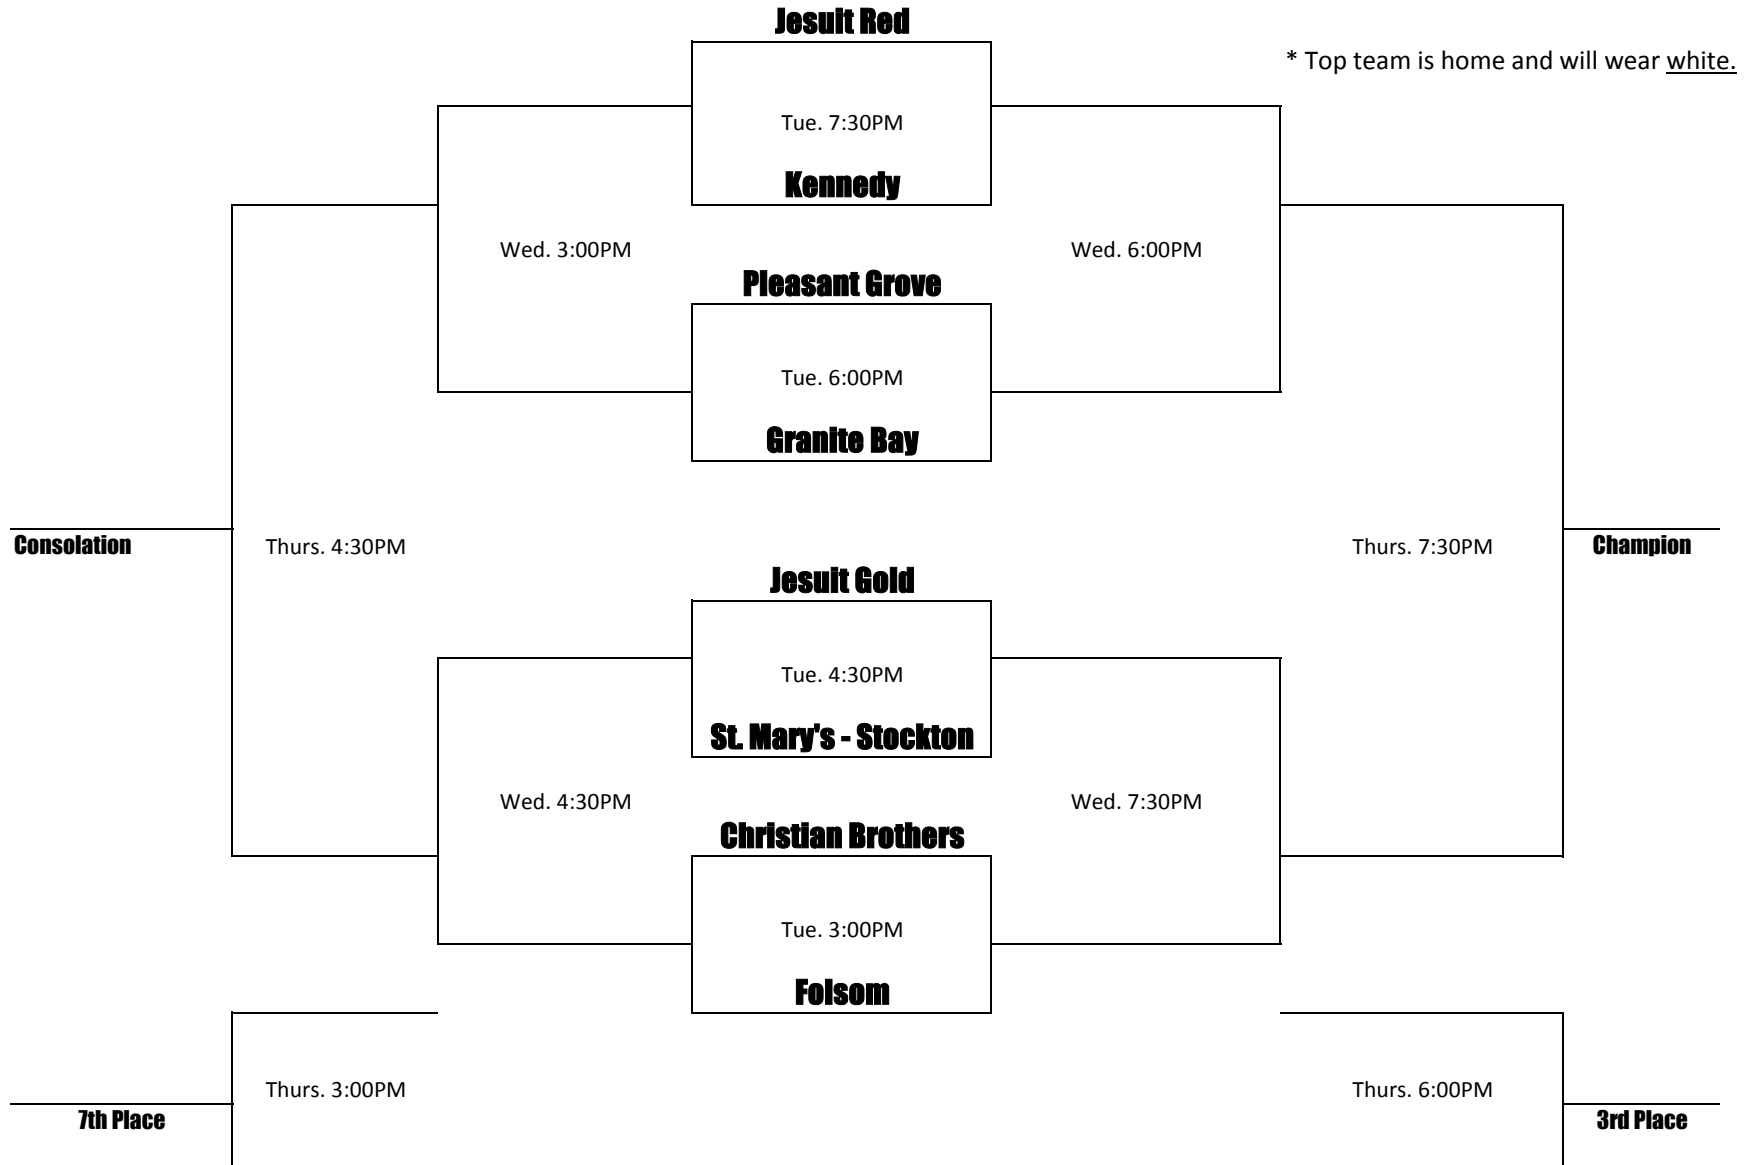 Jesuit Red
* Top team is home and will wear white.
Tue. 7:30PM
Kennedy
Wed. 3:00PM
Wed. 6:00PM
Pleasant Grove
Tue. 6:00PM
Granite Bay
Consolation
Thurs. 4:30PM
Thurs. 7:30PM
Champion
Jesuit Gold
Tue. 4:30PM
St. Mary's - Stockton
Wed. 4:30PM
Wed. 7:30PM
Christian Brothers
Tue. 3:00PM
Folsom
Thurs. 3:00PM
Thurs. 6:00PM
7th Place
3rd Place